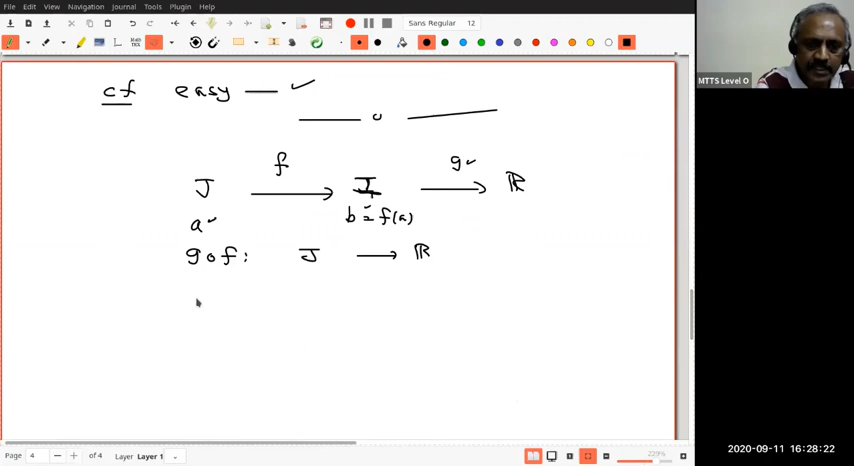 File Edit View Navigation Journal Tools Plugin Help
Sans Regular 12
cf easy — ✓
J f → I g → ℝ
a b = f(a)
g∘f: J → ℝ
MTTS Level O
2020-09-11 16:28:22
Page 4 of 4 Layer Layer 1 229%